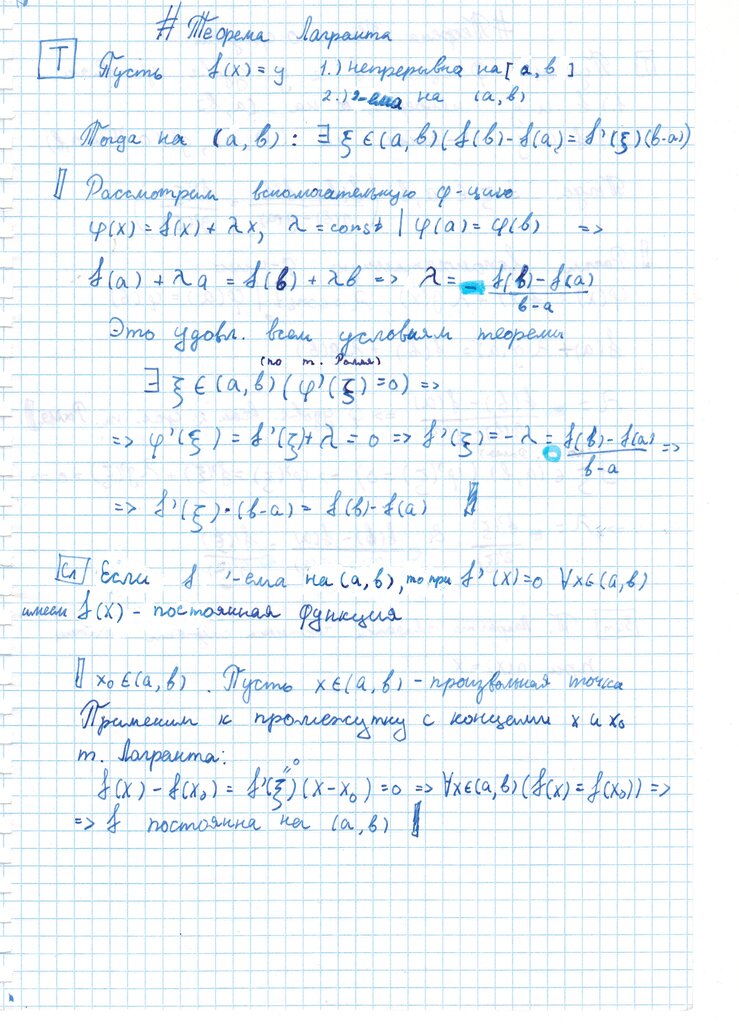 # Теорема Лагранжа
Т Пусть f(x) = y 1.) непрерывна на [a, b]
2.) '-ема на (a, b)
Тогда на (a, b) : ∃ ξ ∈ (a, b) (f(b) - f(a) = f'(ξ)(b-a))
Рассмотрим вспомогательную ф-цию
φ(x) = f(x) + λx, λ = const | φ(a) = φ(b) =>
f(a) + λa = f(b) + λb => λ = - (f(b) - f(a))/(b-a)
Это удовл. всем условиям теоремы
(по т. Ролля)
∃ ξ ∈ (a, b) (φ'(ξ) = 0) =>
=> φ'(ξ) = f'(ξ) + λ = 0 => f'(ξ) = -λ = (f(b) - f(a))/(b-a) =>
=> f'(ξ)·(b-a) = f(b) - f(a)
Сл Если f '-ема на (a, b), то при f'(x) = 0 ∀x∈(a, b)
имеем f(x) - постоянная функция
x₀ ∈ (a, b). Пусть x ∈ (a, b) - произвольная точка
Применим к промежутку с концами x и x₀
т. Лагранжа:
f(x) - f(x₀) = f'(ξ)(x-x₀) = 0 => ∀x∈(a, b) (f(x) = f(x₀)) =>
=> f постоянна на (a, b)